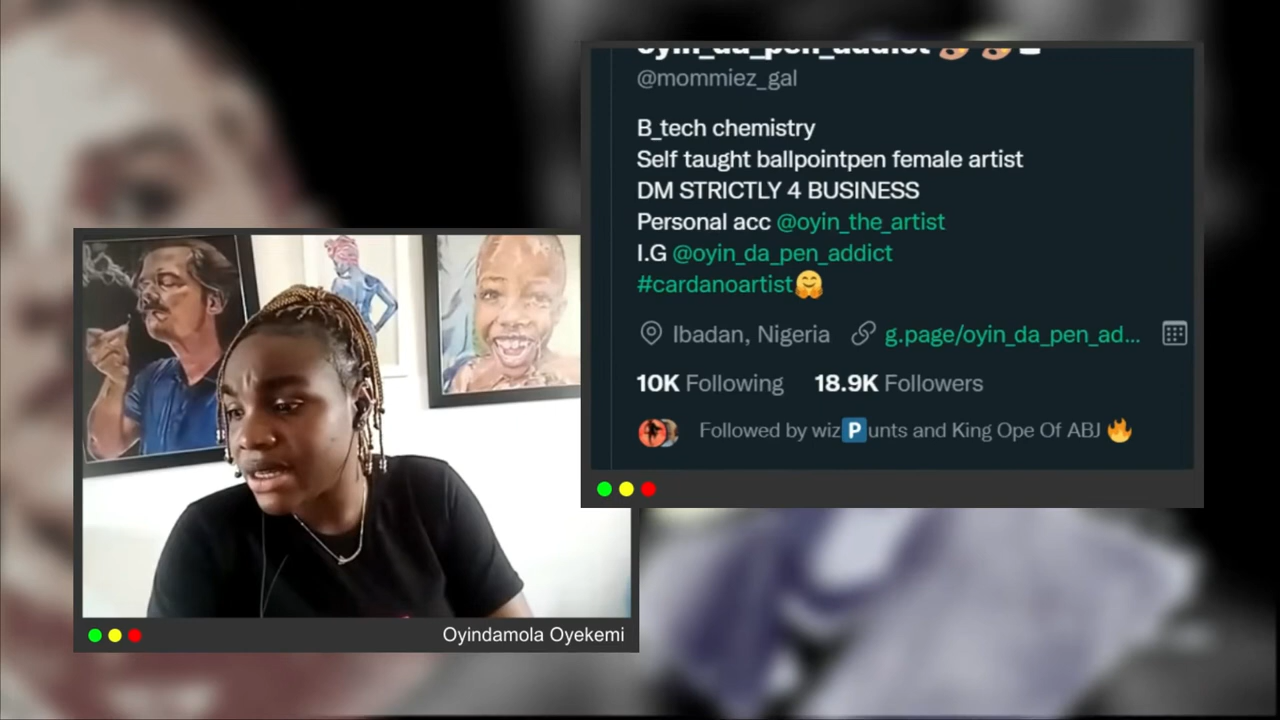 oyin_da_pen_addict
@mommiez_gal
B_tech chemistry
Self taught ballpointpen female artist
DM STRICTLY 4 BUSINESS
Personal acc @oyin_the_artist
I.G @oyin_da_pen_addict
#cardanoartist🤗
Ibadan, Nigeria g.page/oyin_da_pen_ad...
10K Following 18.9K Followers
Followed by wiz🅿️unts and King Ope Of ABJ 🔥
Oyindamola Oyekemi